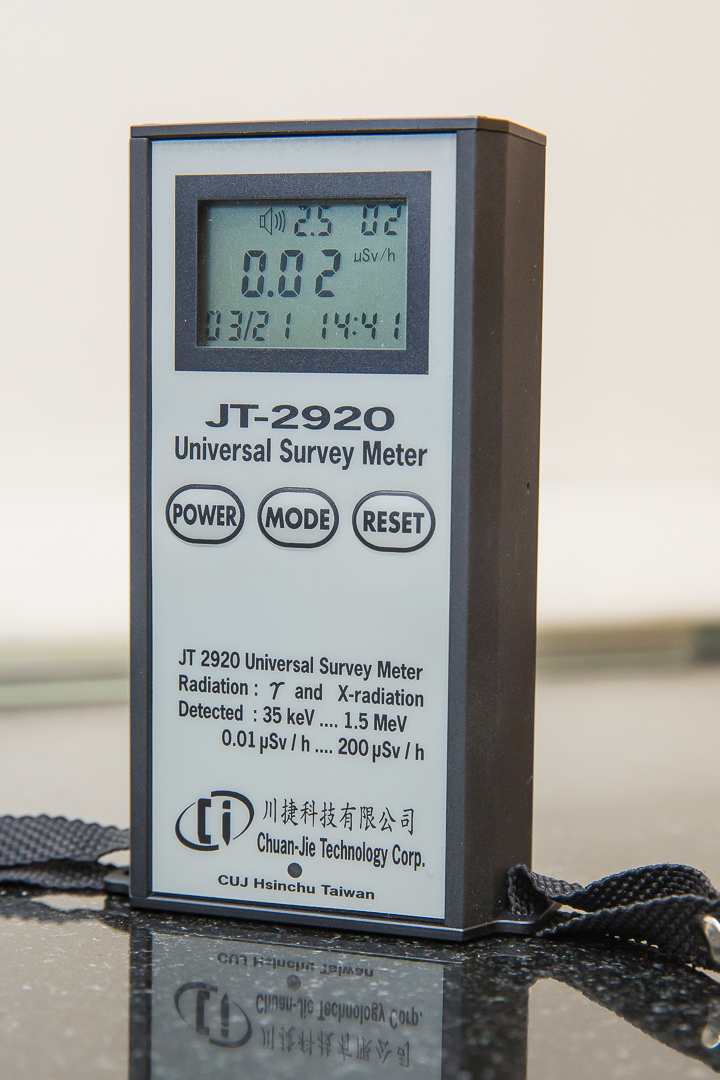 2.5 02
0.02 µSv/h
03/21 14:41
JT-2920
Universal Survey Meter
POWER MODE RESET
JT 2920 Universal Survey Meter
Radiation : γ and X-radiation
Detected : 35 keV .... 1.5 MeV
0.01 µSv / h .... 200 µSv / h
川捷科技有限公司
Chuan-Jie Technology Corp.
CUJ Hsinchu Taiwan